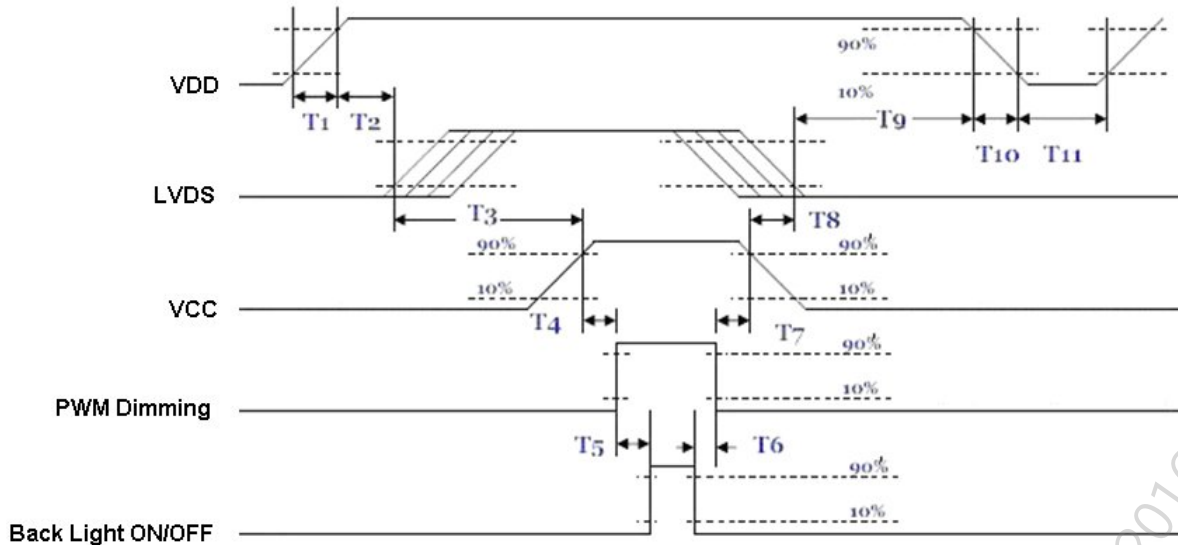 90%
VDD
10%
T1 T2
T9
T10 T11
LVDS
T3
T8
90% 90%
10% 10%
VCC
T4
T7
90%
10%
PWM Dimming
T5
T6
90%
10%
Back Light ON/OFF